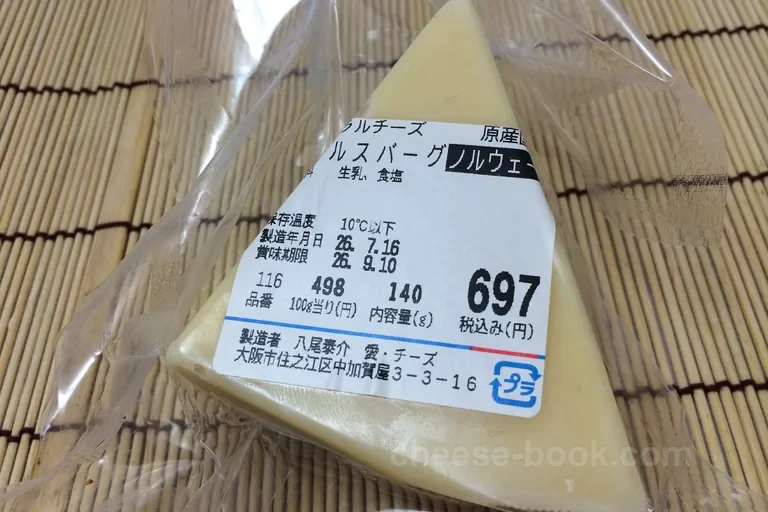 ラルチーズ 原産国
ルスバーグ ノルウェー
生乳、食塩
保存温度 10℃以下
製造年月日 26. 7.16
賞味期限 26. 9.10
116 498 140 697
品番 100g当り(円) 内容量(g) 税込み(円)
製造者 八尾泰介 愛・チーズ
大阪市住之江区中加賀屋3-3-16
プラ
cheese-book.com